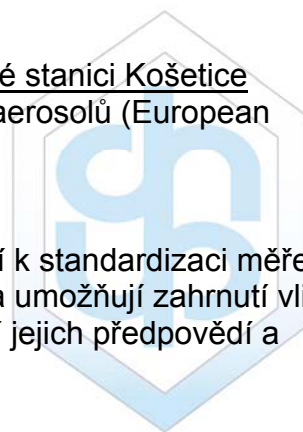 é stanici Košetice
aerosolů (European
í k standardizaci měře
a umožňují zahrnutí vli
í jejich předpovědí a